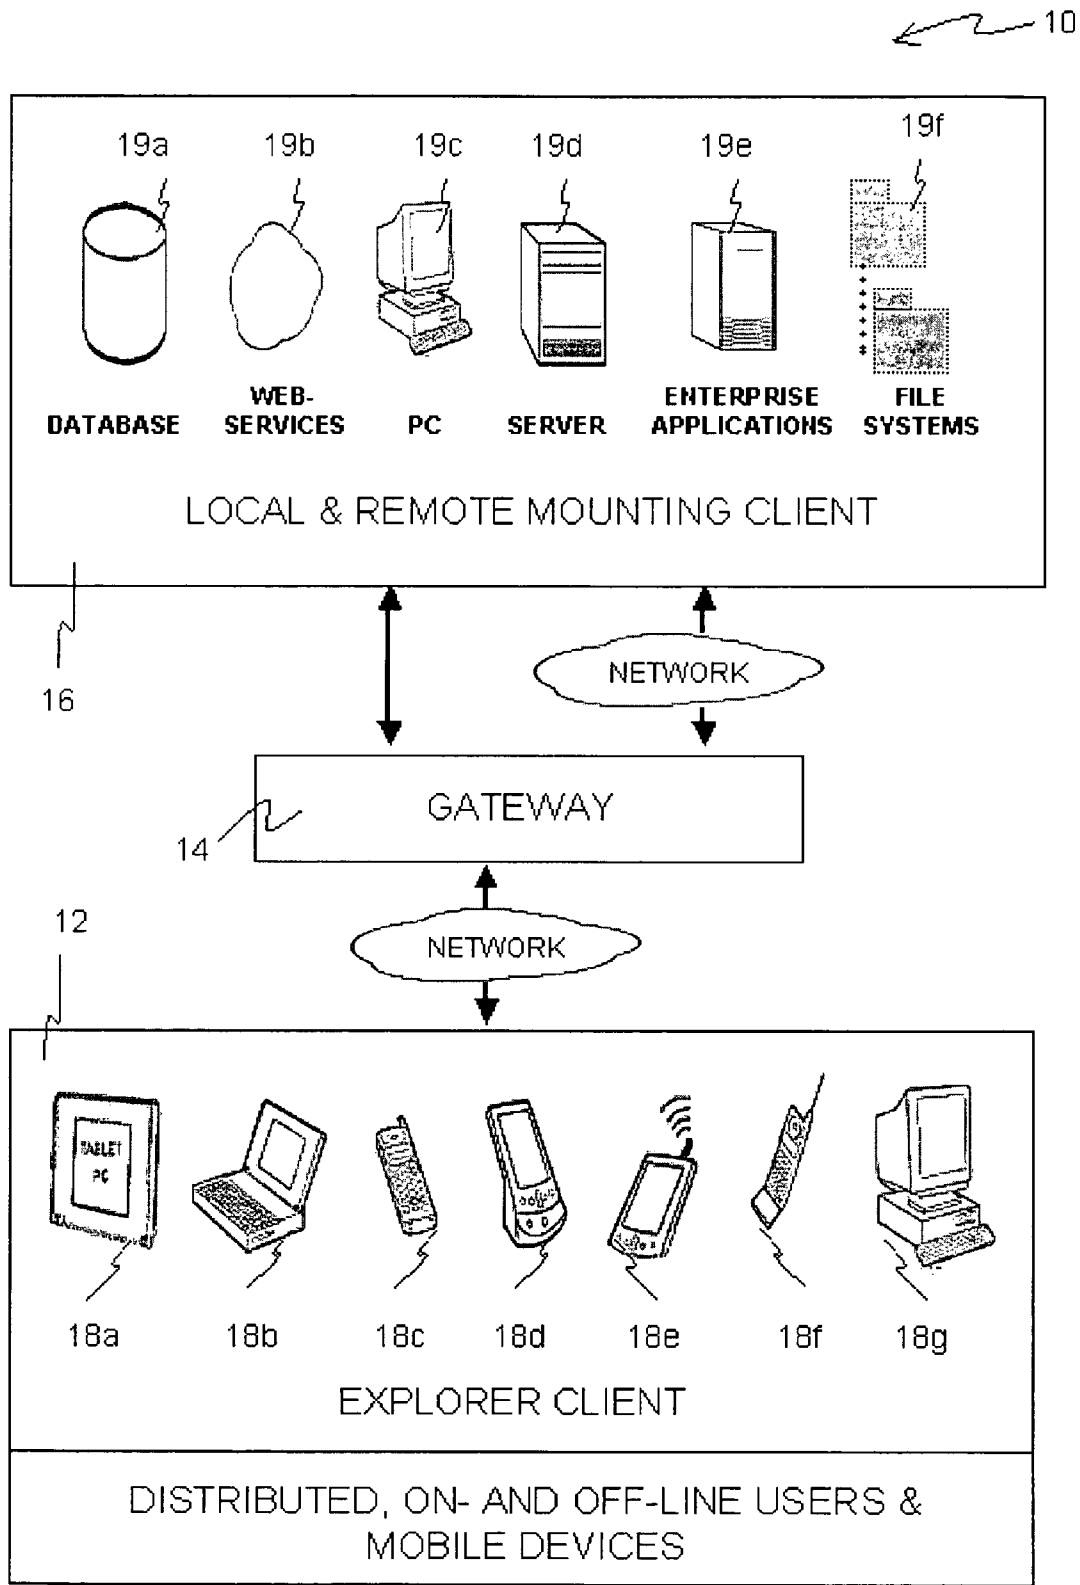 10
19a 19b 19c 19d 19e 19f
DATABASE
WEB-
SERVICES
PC
SERVER
ENTERPRISE
APPLICATIONS
FILE
SYSTEMS
LOCAL & REMOTE MOUNTING CLIENT
16
NETWORK
GATEWAY
14
12
NETWORK
TABLET
PC
18a 18b 18c 18d 18e 18f 18g
EXPLORER CLIENT
DISTRIBUTED, ON- AND OFF-LINE USERS &
MOBILE DEVICES